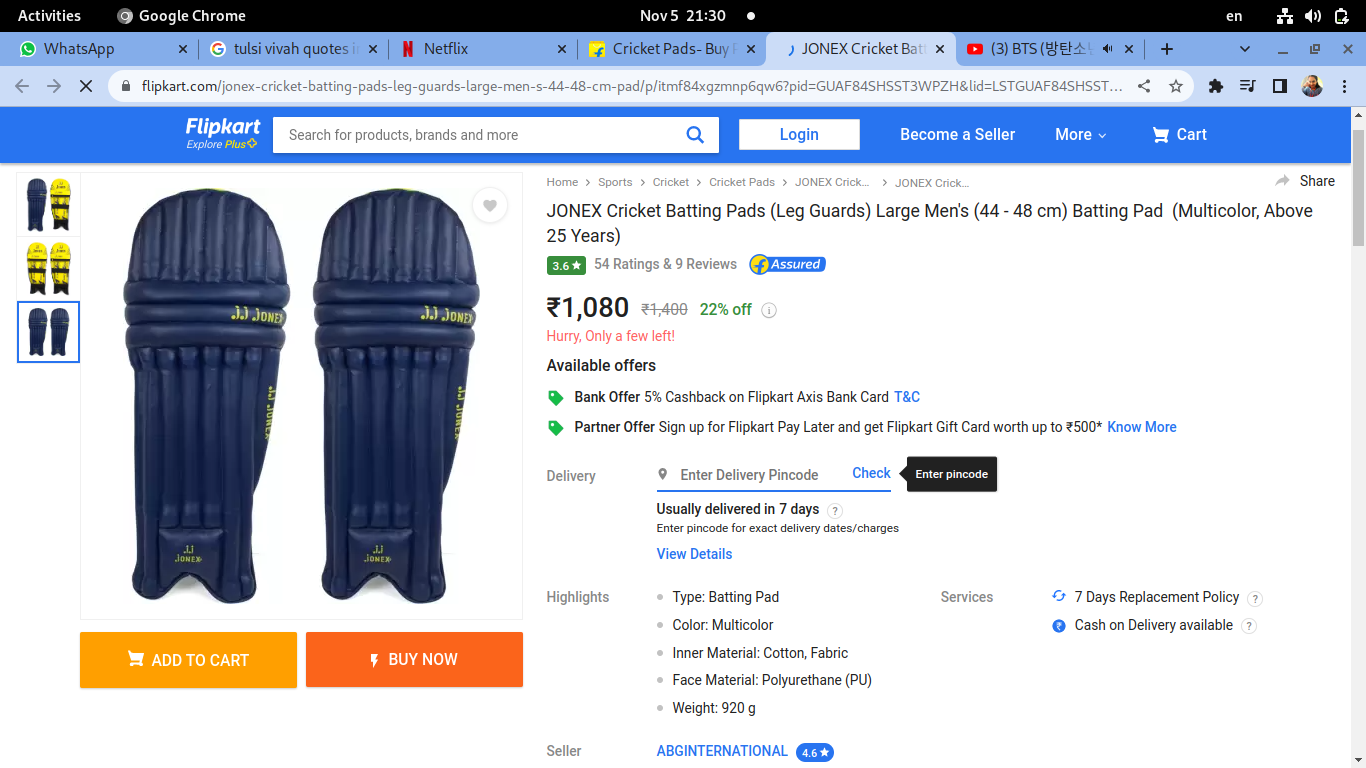 Activities Google Chrome Nov 5 21:30 en
WhatsApp tulsi vivah quotes i Netflix Cricket Pads- Buy JONEX Cricket Bat (3) BTS (방탄소
flipkart.com/jonex-cricket-batting-pads-leg-guards-large-men-s-44-48-cm-pad/p/itmf84xgzmnp6qw6?pid=GUAF84SHSST3WPZH&lid=LSTGUAF84SHSST...
Flipkart
Explore Plus
Search for products, brands and more
Login
Become a Seller
More
Cart
Home > Sports > Cricket > Cricket Pads > JONEX Crick... > JONEX Crick...
Share
JONEX Cricket Batting Pads (Leg Guards) Large Men's (44 - 48 cm) Batting Pad (Multicolor, Above
25 Years)
3.6★ 54 Ratings & 9 Reviews f Assured
₹1,080 ₹1,400 22% off i
Hurry, Only a few left!
Available offers
Bank Offer 5% Cashback on Flipkart Axis Bank Card T&C
Partner Offer Sign up for Flipkart Pay Later and get Flipkart Gift Card worth up to ₹500* Know More
J.J JONEX
J.J JONEX
J.J JONEX
J.J JONEX
J.J
JONEX
J.J
JONEX
Delivery
Enter Delivery Pincode Check
Enter pincode
Usually delivered in 7 days ?
Enter pincode for exact delivery dates/charges
View Details
Highlights
Type: Batting Pad
Color: Multicolor
Inner Material: Cotton, Fabric
Face Material: Polyurethane (PU)
Weight: 920 g
Services
7 Days Replacement Policy ?
₹ Cash on Delivery available ?
ADD TO CART
BUY NOW
Seller
ABGINTERNATIONAL 4.6★